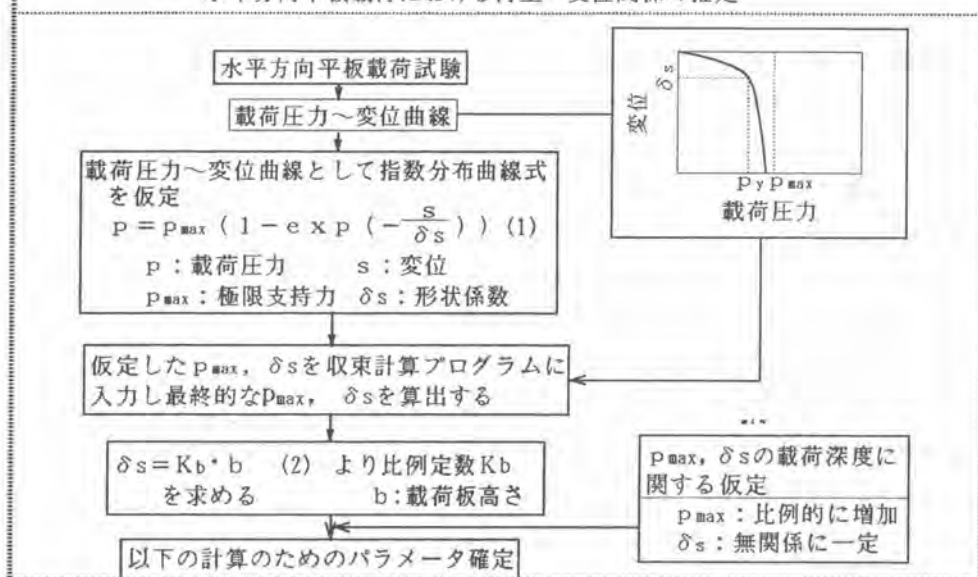 水平方向平板載荷試験
載荷圧力～変位曲線
載荷圧力～変位曲線として指数分布曲線式
を仮定
p＝pmax（1－exp（－s/δs））(1)
p：載荷圧力　s：変位
pmax：極限支持力　δs：形状係数
δs
変位
py pmax
載荷圧力
仮定したpmax，δsを収束計算プログラムに
入力し最終的なpmax，δsを算出する
δs＝Kb・b　(2)　より比例定数Kb
を求める　b：載荷板高さ
pmax，δsの載荷深度に
関する仮定
pmax：比例的に増加
δs：無関係に一定
以下の計算のためのパラメータ確定